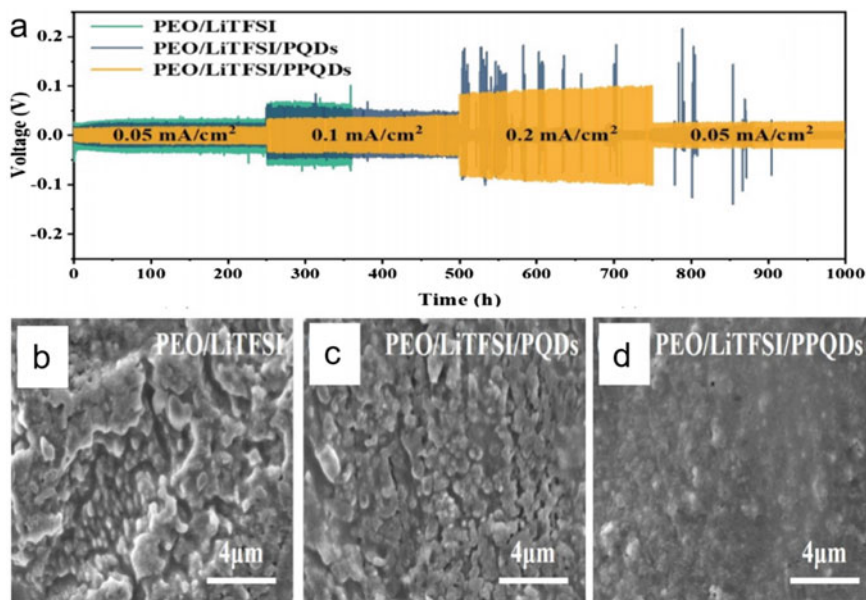 a
PEO/LiTFSI
PEO/LiTFSI/PQDs
PEO/LiTFSI/PPQDs
0.2
0.1
0.0
-0.1
-0.2
Voltage (V)
0.05 mA/cm²
0.1 mA/cm²
0.2 mA/cm²
0.05 mA/cm²
0 100 200 300 400 500 600 700 800 900 1000
Time (h)
b
PEO/LiTFSI
4μm
c
PEO/LiTFSI/PQDs
4μm
d
PEO/LiTFSI/PPQDs
4μm